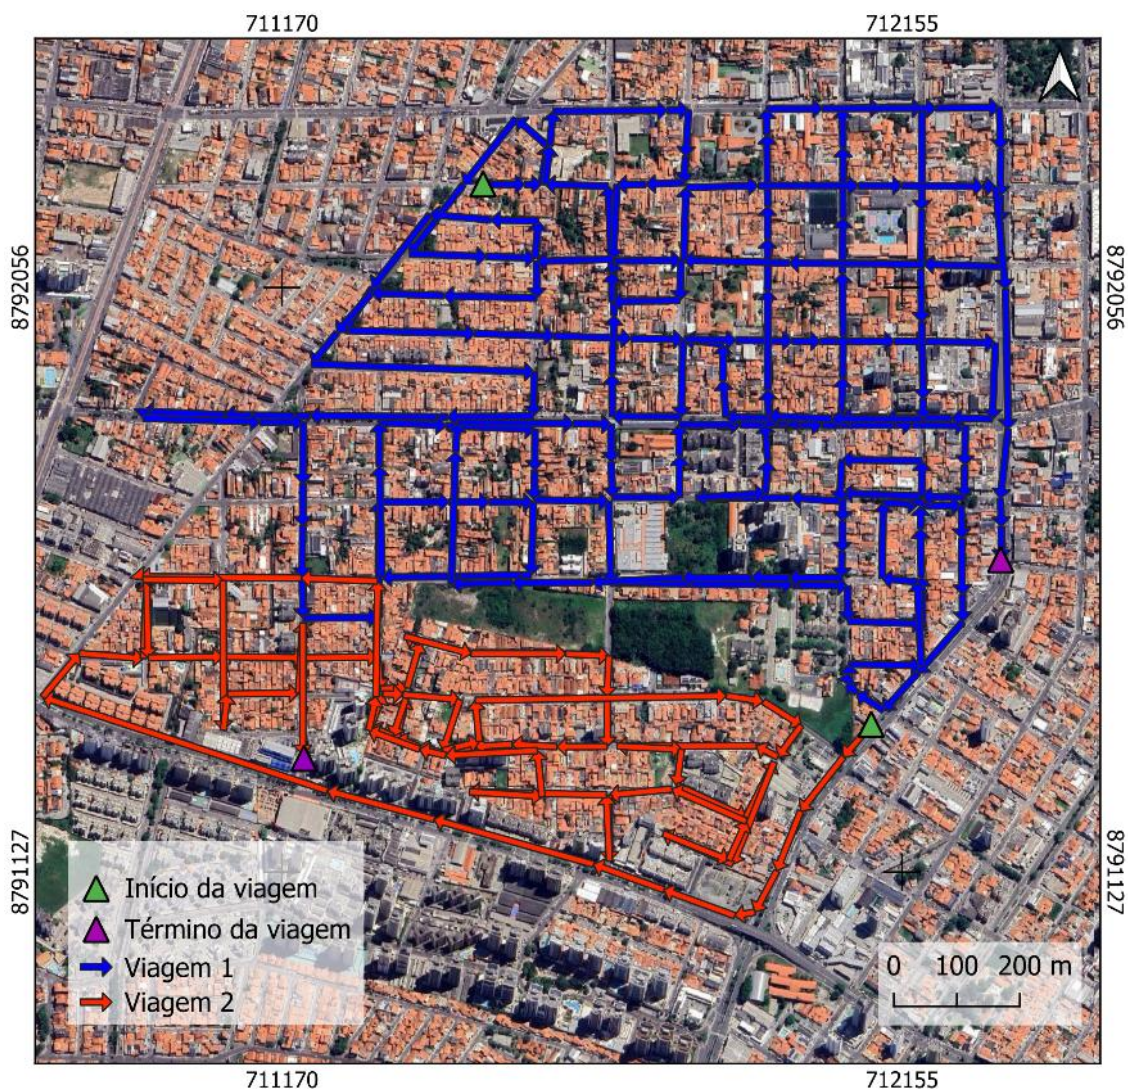 711170 712155
8792056 8792056
8791127 8791127
Início da viagem
Término da viagem
Viagem 1
Viagem 2
0 100 200 m
711170 712155